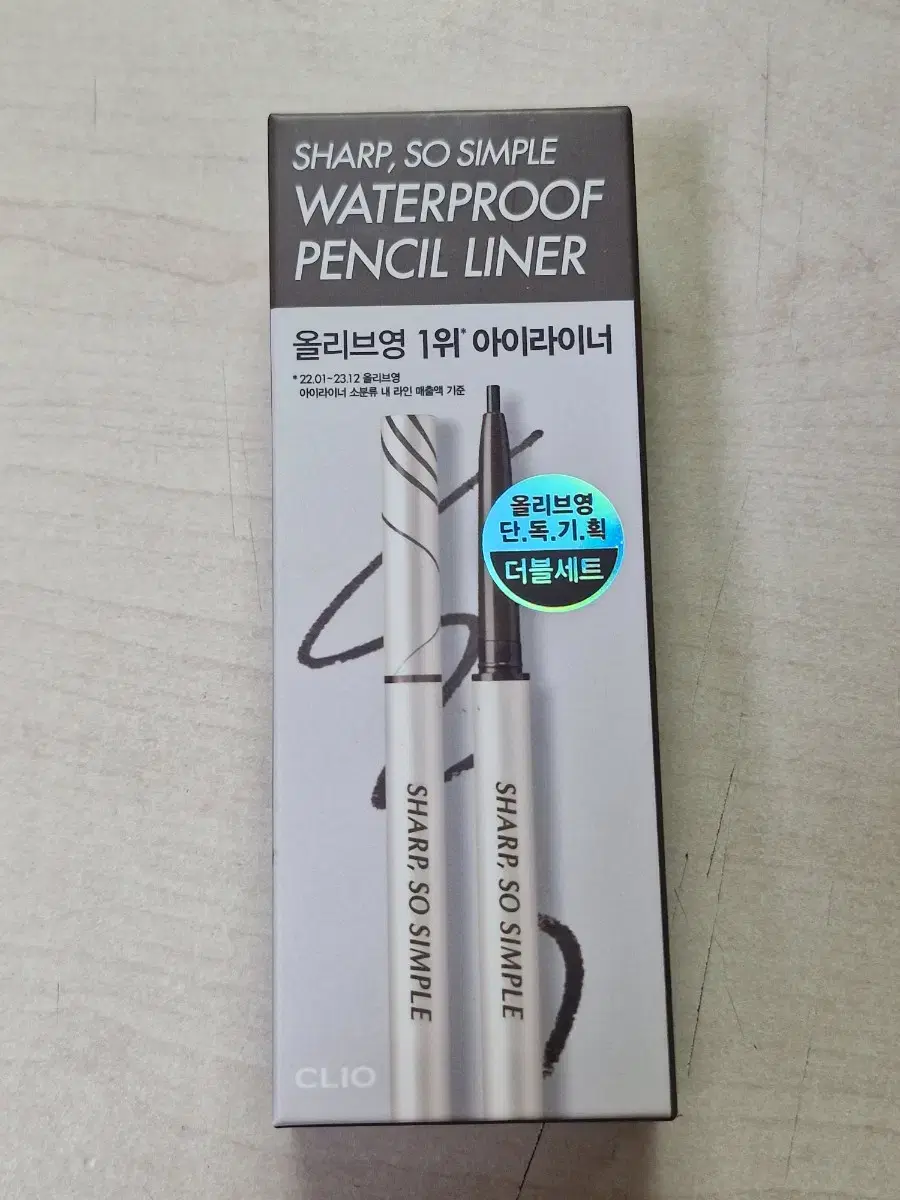 SHARP, SO SIMPLE
WATERPROOF
PENCIL LINER
올리브영 1위* 아이라이너
* 22.01~23.12 올리브영
아이라이너 소분류 내 라인 매출액 기준
올리브영
단.독.기.획
더블세트
SHARP, SO SIMPLE
SHARP, SO SIMPLE
CLIO